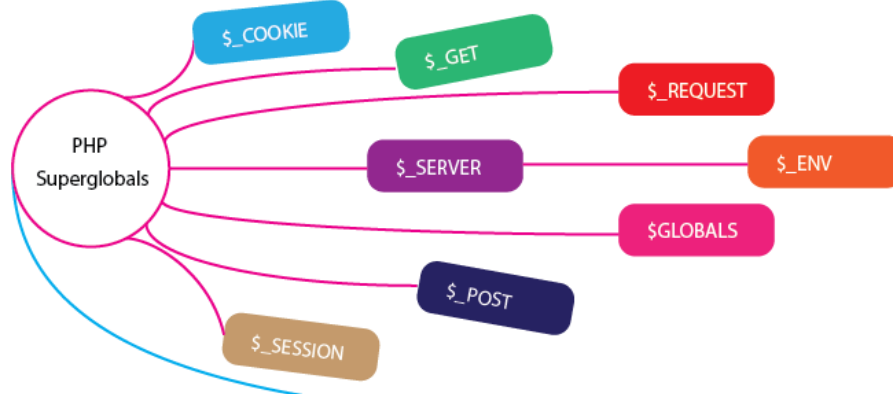 $_COOKIE
$_GET
$_REQUEST
PHP
Superglobals
$_SERVER
$_ENV
$GLOBALS
$_POST
$_SESSION